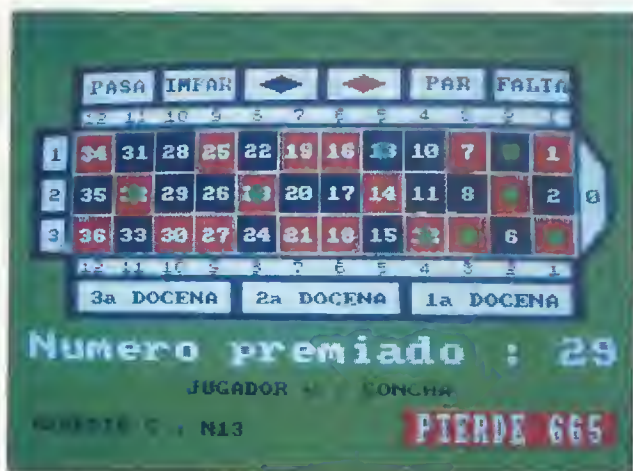 PASA IMPAR PAR FALTA
12 11 10 9 8 7 6 5 4 3 2 1
1 34 31 28 25 22 19 16 13 10 7 1
2 35 29 26 20 17 14 11 8 2 0
3 36 33 30 27 24 21 18 15 6
12 11 10 9 8 7 6 5 4 3 2 1
3a DOCENA 2a DOCENA 1a DOCENA
Numero premiado : 29
JUGADOR CONCHA
N13 PIERDE 665